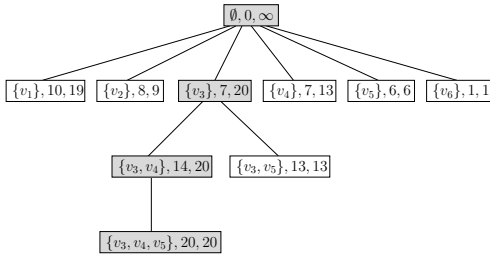 ∅, 0, ∞
{v₁}, 10, 19 {v₂}, 8, 9 {v₃}, 7, 20 {v₄}, 7, 13 {v₅}, 6, 6 {v₆}, 1, 1
{v₃, v₄}, 14, 20 {v₃, v₅}, 13, 13
{v₃, v₄, v₅}, 20, 20